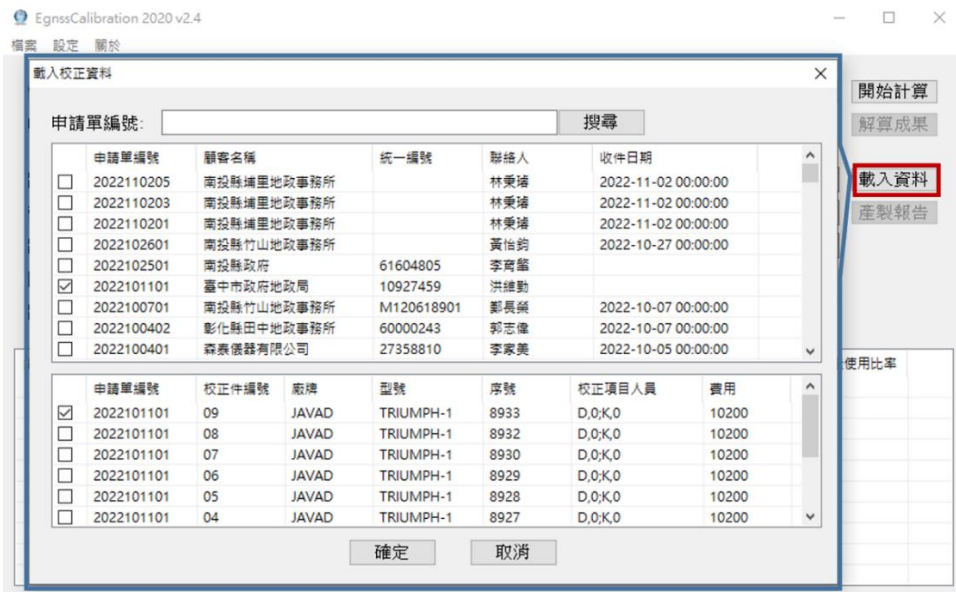 EgnssCalibration 2020 v2.4
檔案 設定 關於
載入校正資料
開始計算
申請單編號: 搜尋
解算成果
申請單編號 顧客名稱 統一編號 聯絡人 收件日期
2022110205 南投縣埔里地政事務所 林秉璿 2022-11-02 00:00:00
載入資料
2022110203 南投縣埔里地政事務所 林秉璿 2022-11-02 00:00:00
2022110201 南投縣埔里地政事務所 林秉璿 2022-11-02 00:00:00
產製報告
2022102601 南投縣竹山地政事務所 黃怡鈞 2022-10-27 00:00:00
2022102501 南投縣政府 61604805 李育
2022101101 臺中市政府地政局 10927459 洪維勤
2022100701 南投縣竹山地政事務所 M120618901 鄭長榮 2022-10-07 00:00:00
2022100402 彰化縣田中地政事務所 60000243 郭志偉 2022-10-07 00:00:00
2022100401 森泰儀器有限公司 27358810 李家美 2022-10-05 00:00:00
使用比率
申請單編號 校正件編號 廠牌 型號 序號 校正項目人員 費用
2022101101 09 JAVAD TRIUMPH-1 8933 D,0;K,0 10200
2022101101 08 JAVAD TRIUMPH-1 8932 D,0;K,0 10200
2022101101 07 JAVAD TRIUMPH-1 8930 D,0;K,0 10200
2022101101 06 JAVAD TRIUMPH-1 8929 D,0;K,0 10200
2022101101 05 JAVAD TRIUMPH-1 8928 D,0;K,0 10200
2022101101 04 JAVAD TRIUMPH-1 8927 D,0;K,0 10200
確定 取消